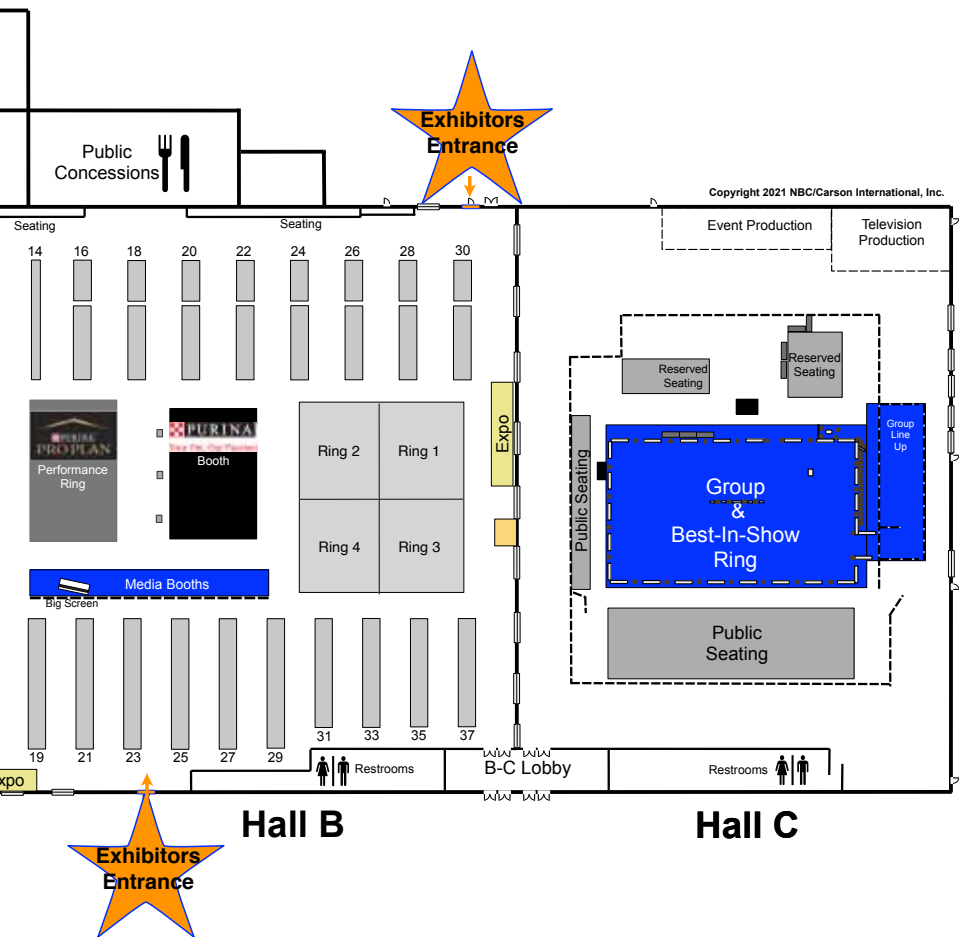 Exhibitors
Entrance
Public
Concessions
Copyright 2021 NBC/Carson International, Inc.
Seating
Seating
Event Production
Television
Production
14
16
18
20
22
24
26
28
30
Reserved
Seating
Reserved
Seating
PURINA
PRO PLAN
Performance
Ring
PURINA
Booth
Ring 2
Ring 1
Ring 4
Ring 3
Expo
Public Seating
Group
&
Best-In-Show
Ring
Group
Line
Up
Media Booths
Big Screen
Public
Seating
19
21
23
25
27
29
31
33
35
37
Restrooms
B-C Lobby
Restrooms
xpo
Hall B
Hall C
Exhibitors
Entrance